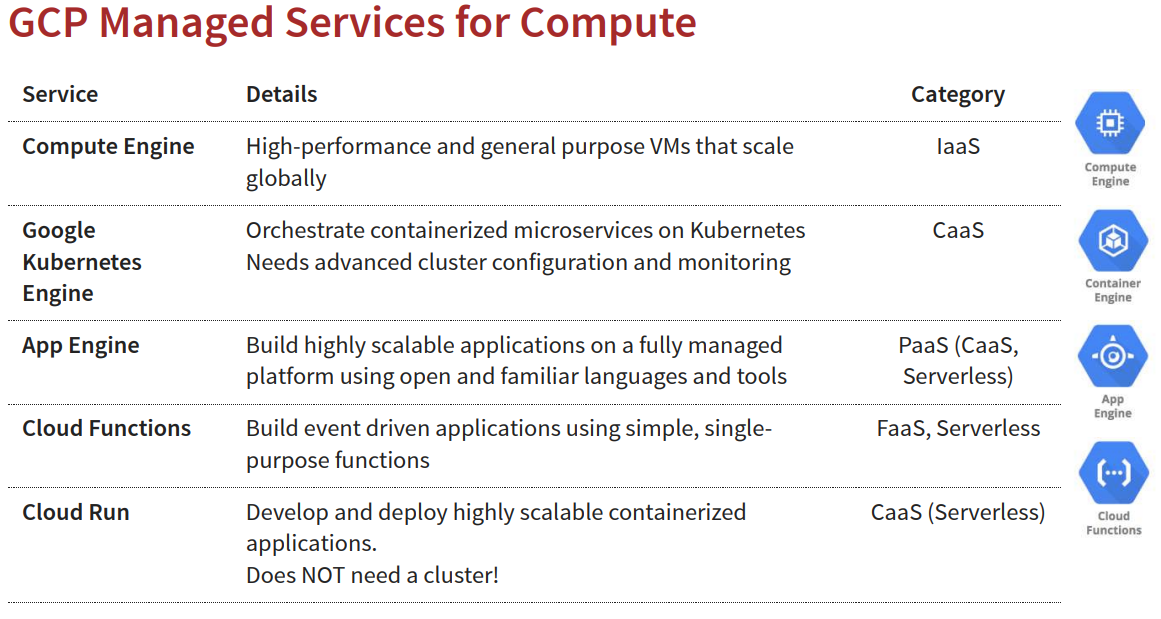 GCP Managed Services for Compute
Service Details Category
Compute Engine High-performance and general purpose VMs that scale IaaS
globally
Google Orchestrate containerized microservices on Kubernetes CaaS
Kubernetes Needs advanced cluster configuration and monitoring
Engine
App Engine Build highly scalable applications on a fully managed PaaS (CaaS,
platform using open and familiar languages and tools Serverless)
Cloud Functions Build event driven applications using simple, single- FaaS, Serverless
purpose functions
Cloud Run Develop and deploy highly scalable containerized CaaS (Serverless)
applications.
Does NOT need a cluster!
Compute
Engine
Container
Engine
App
Engine
Cloud
Functions